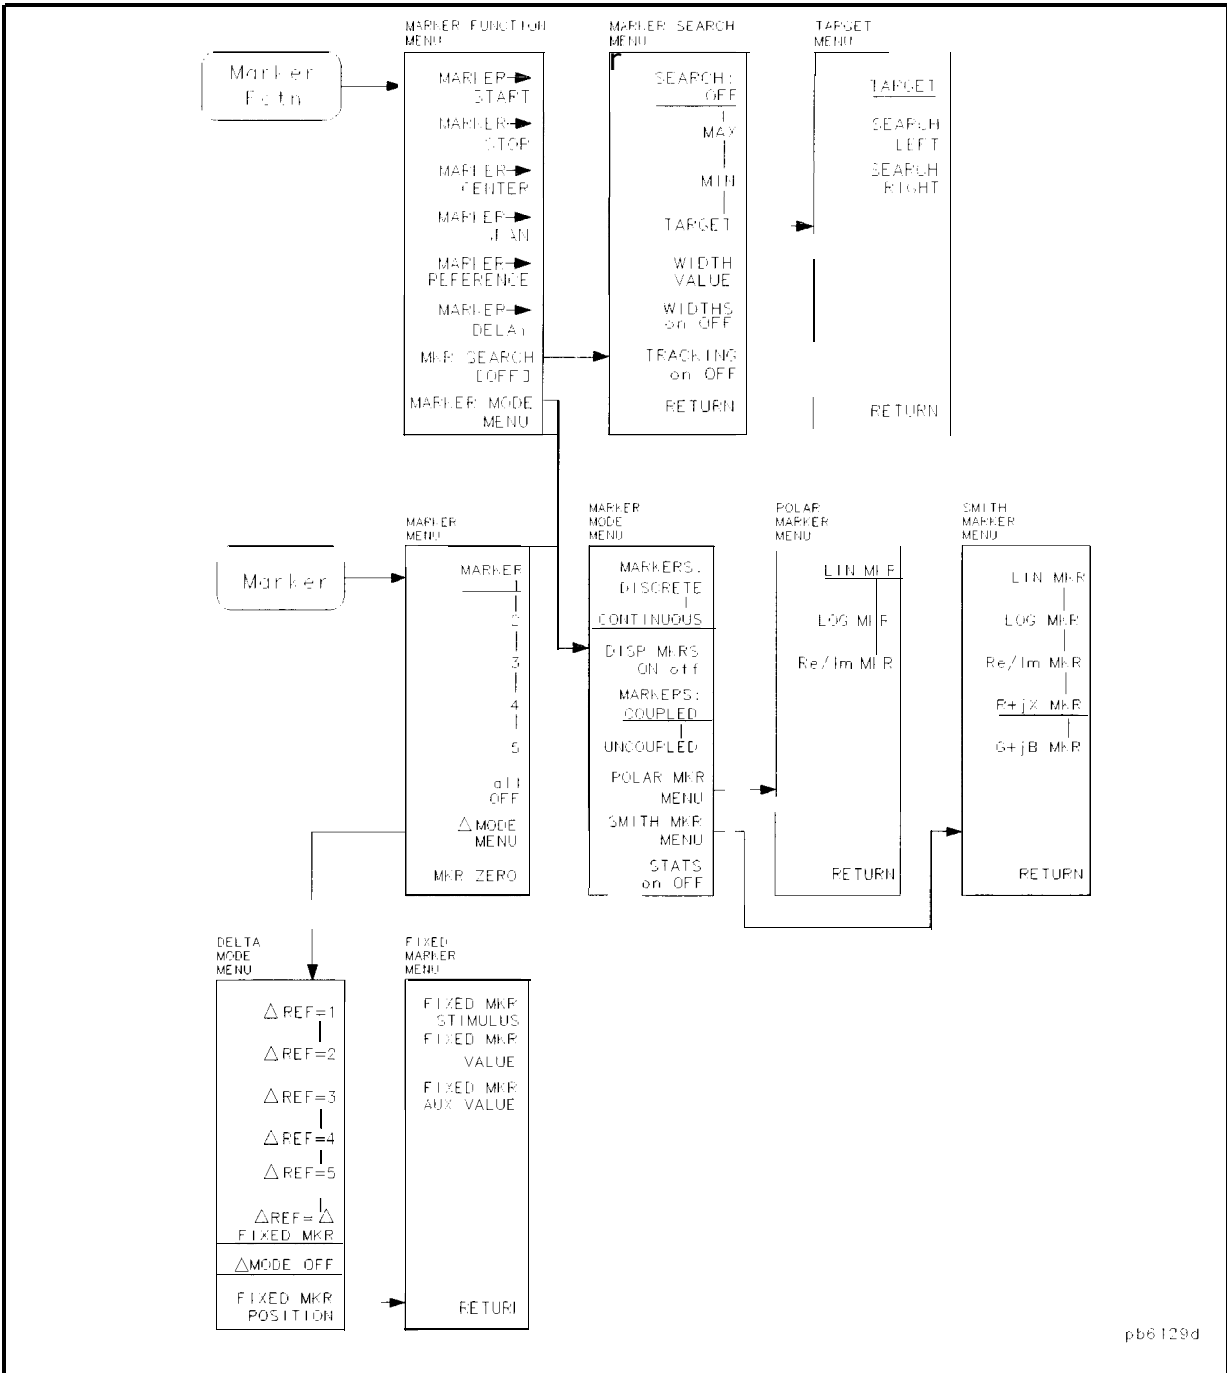 MARKER FUNCTION
MENU
Marker
Fctn
MARKER
START
MARKER
STOP
MARKER
CENTER
MARKER
SPAN
MARKER
REFERENCE
MARKER
DELAY
MKR SEARCH
[OFF]
MARKER MODE
MENU
MARKER SEARCH
MENU
SEARCH:
OFF
MAX
MIN
TARGET
WIDTH
VALUE
WIDTHS
on OFF
TRACKING
on OFF
RETURN
TARGET
MENU
TARGET
SEARCH
LEFT
SEARCH
RIGHT
RETURN
Marker
MARKER
MENU
MARKER
1
2
3
4
5
all
OFF
△ MODE
MENU
MKR ZERO
MARKER
MODE
MENU
MARKERS:
DISCRETE
CONTINUOUS
DISP MKRS
ON off
MARKERS:
COUPLED
UNCOUPLED
POLAR MKR
MENU
SMITH MKR
MENU
STATS
on OFF
POLAR
MARKER
MENU
LIN MKR
LOG MKR
Re/Im MKR
RETURN
SMITH
MARKER
MENU
LIN MKR
LOG MKR
Re/Im MKR
R+jX MKR
G+jB MKR
RETURN
DELTA
MODE
MENU
△ REF=1
△ REF=2
△ REF=3
△ REF=4
△ REF=5
△REF= △
FIXED MKR
△MODE OFF
FIXED MKR
POSITION
FIXED
MARKER
MENU
FIXED MKR
STIMULUS
FIXED MKR
VALUE
FIXED MKR
AUX VALUE
RETURN
pb6129d